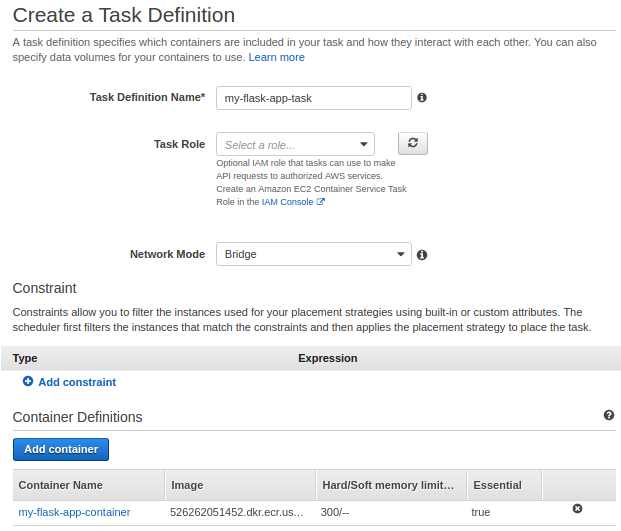 Create a Task Definition
A task definition specifies which containers are included in your task and how they interact with each other. You can also
specify data volumes for your containers to use. Learn more
Task Definition Name* my-flask-app-task
Task Role Select a role...
Optional IAM role that tasks can use to make
API requests to authorized AWS services.
Create an Amazon EC2 Container Service Task
Role in the IAM Console
Network Mode Bridge
Constraint
Constraints allow you to filter the instances used for your placement strategies using built-in or custom attributes. The
scheduler first filters the instances that match the constraints and then applies the placement strategy to place the task.
Type Expression
Add constraint
Container Definitions
Add container
Container Name Image Hard/Soft memory limit... Essential
my-flask-app-container 526262051452.dkr.ecr.us... 300/-- true